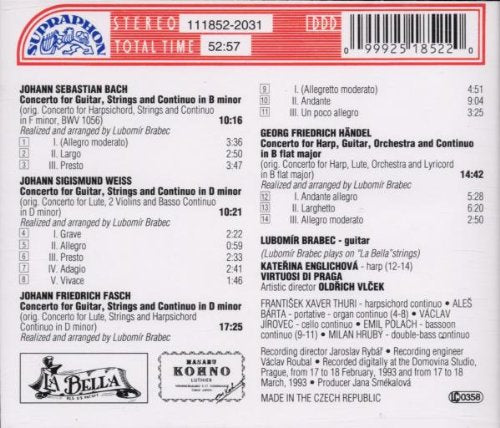 SUPRAPHON
STEREO
111852-2031
DDD
TOTAL TIME
52:57
0 99925 18522 0
JOHANN SEBASTIAN BACH
Concerto for Guitar, Strings and Continuo in B minor
(orig. Concerto for Harpsichord, Strings and Continuo
in F minor, BWV 1056) 10:16
Realized and arranged by Lubomír Brabec
1 I. (Allegro moderato) 3:36
2 II. Largo 2:50
3 III. Presto 3:47
JOHANN SIGISMUND WEISS
Concerto for Guitar, Strings and Continuo in D minor
(orig. Concerto for Lute, 2 Violins and Basso Continuo
in D minor) 10:21
Realized and arranged by Lubomír Brabec
4 I. Grave 2:22
5 II. Allegro 0:59
6 III. Presto 2:33
7 IV. Adagio 2:41
8 V. Vivace 1:46
JOHANN FRIEDRICH FASCH
Concerto for Guitar, Strings and Continuo in D minor
(orig. Concerto for Lute, Strings and Harpsichord
Continuo in D minor) 17:25
9 I. (Allegretto moderato) 4:51
10 II. Andante 9:04
11 III. Un poco allegro 3:25
GEORG FRIEDRICH HÄNDEL
Concerto for Harp, Guitar, Orchestra and Continuo
in B flat major
(orig. Concerto for Harp, Lute, Orchestra and Lyricord
in B flat major) 14:42
Realized and arranged by Lubomír Brabec
12 I. Andante allegro 5:28
13 II. Larghetto 6:20
14 III. Allegro moderato 2:50
LUBOMÍR BRABEC - guitar
(Lubomír Brabec plays on "La Bella"strings)
KATEŘINA ENGLICHOVÁ - harp (12-14)
VIRTUOSI DI PRAGA
Artistic director OLDŘICH VLČEK
FRANTIŠEK XAVER THURI - harpsichord continuo • ALEŠ
BÁRTA - portative - organ (4-8) • VÁCLAV
JÍROVEC - cello continuo • EMIL POLACH - bassoon
continuo (9-11) • MILAN HRUBÝ - double-bass continuo
Recording director Jaroslav Rybář • Recording engineer
Václav Roubal • Recorded digitally at the Domovina Studio,
Prague, from 17 to 18 February, 1993 and from 17 to 18
March, 1993 • Producer Jana Smékalová
MADE IN THE CZECH REPUBLIC
LC 0358
LA BELLA
MASARU
KOHNO
LUTHIER